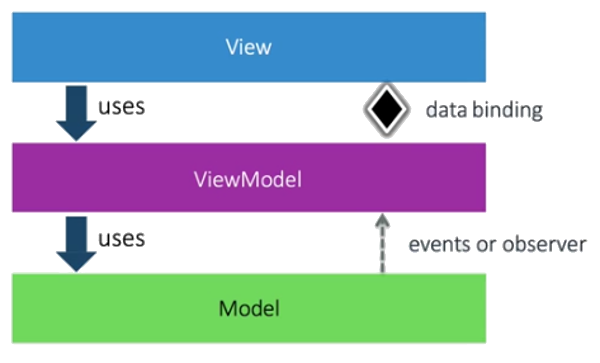 View
uses
data binding
ViewModel
uses
events or observer
Model